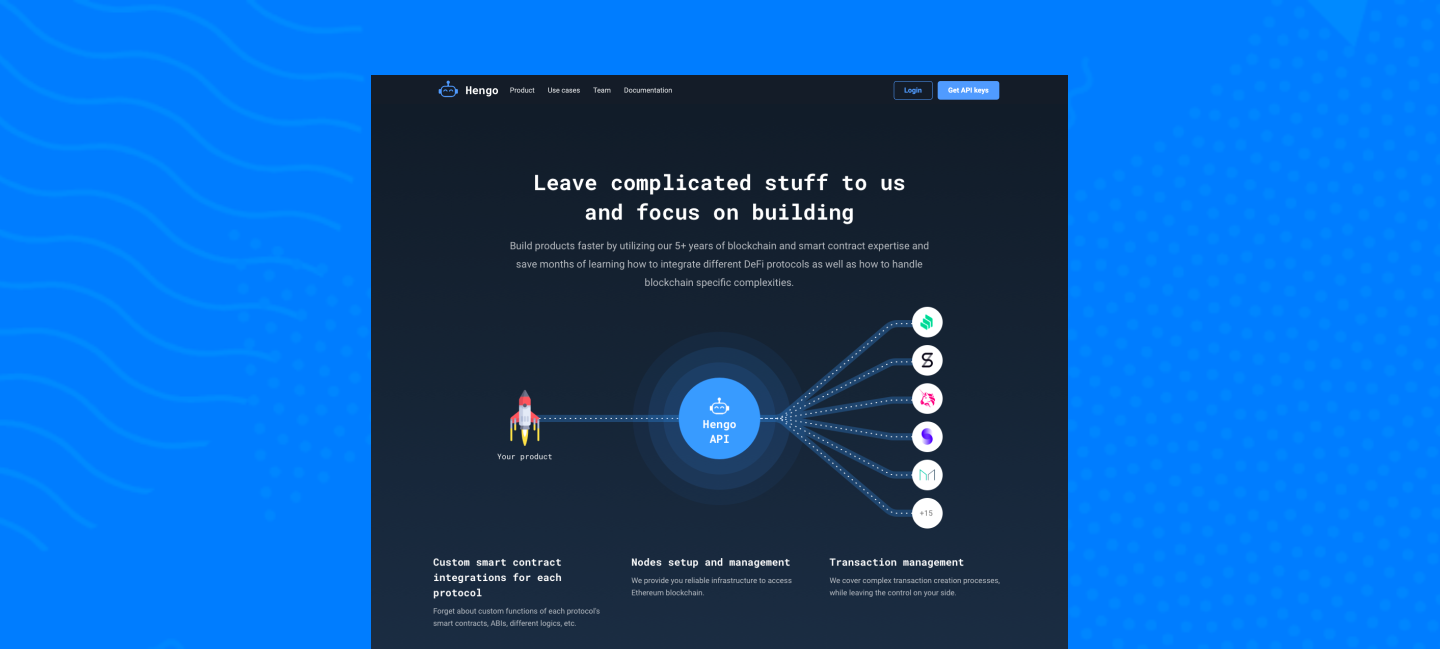 Hengo Product Use cases Team Documentation Login Get API keys
Leave complicated stuff to us
and focus on building
Build products faster by utilizing our 5+ years of blockchain and smart contract expertise and
save months of learning how to integrate different DeFi protocols as well as how to handle
blockchain specific complexities.
Your product
Hengo
API
+15
Custom smart contract
integrations for each
protocol
Forget about custom functions of each protocol's
smart contracts, ABIs, different logics, etc.
Nodes setup and management
We provide you reliable infrastructure to access
Ethereum blockchain.
Transaction management
We cover complex transaction creation processes,
while leaving the control on your side.